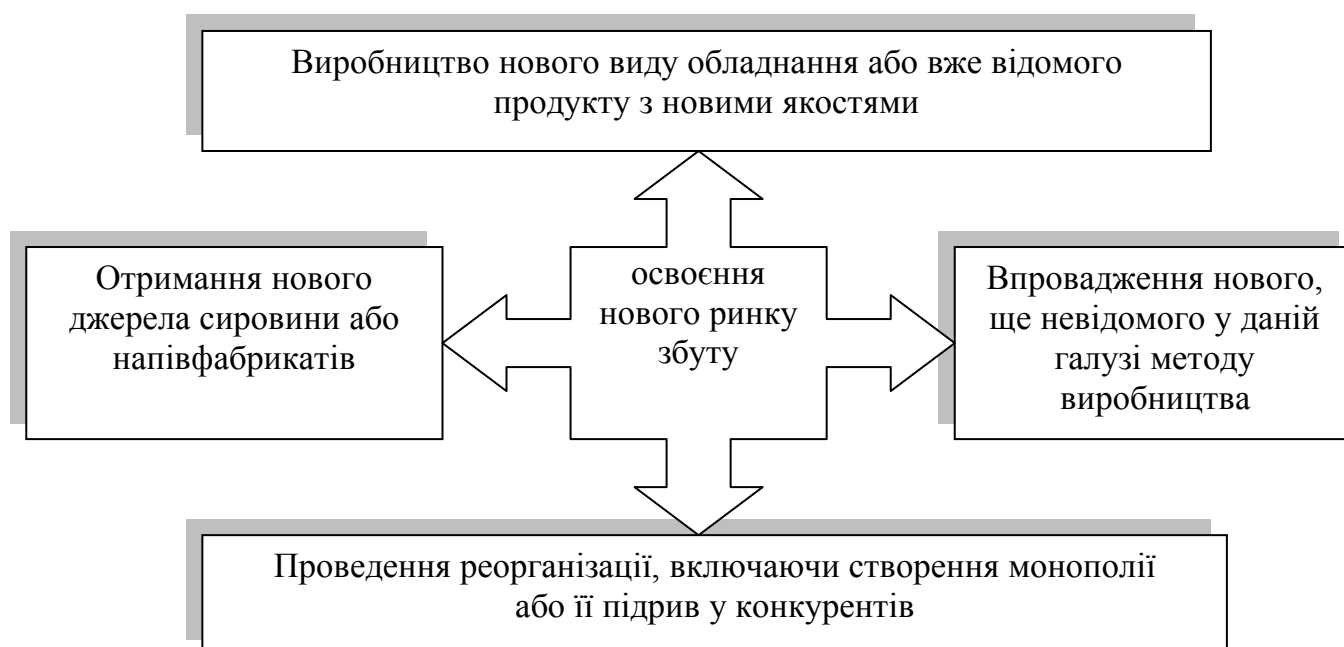 Виробництво нового виду обладнання або вже відомого
продукту з новими якостями
Отримання нового
джерела сировини або
напівфабрикатів
освоєння
нового ринку
збуту
Впровадження нового,
ще невідомого у даній
галузі методу
виробництва
Проведення реорганізації, включаючи створення монополії
або її підрив у конкурентів